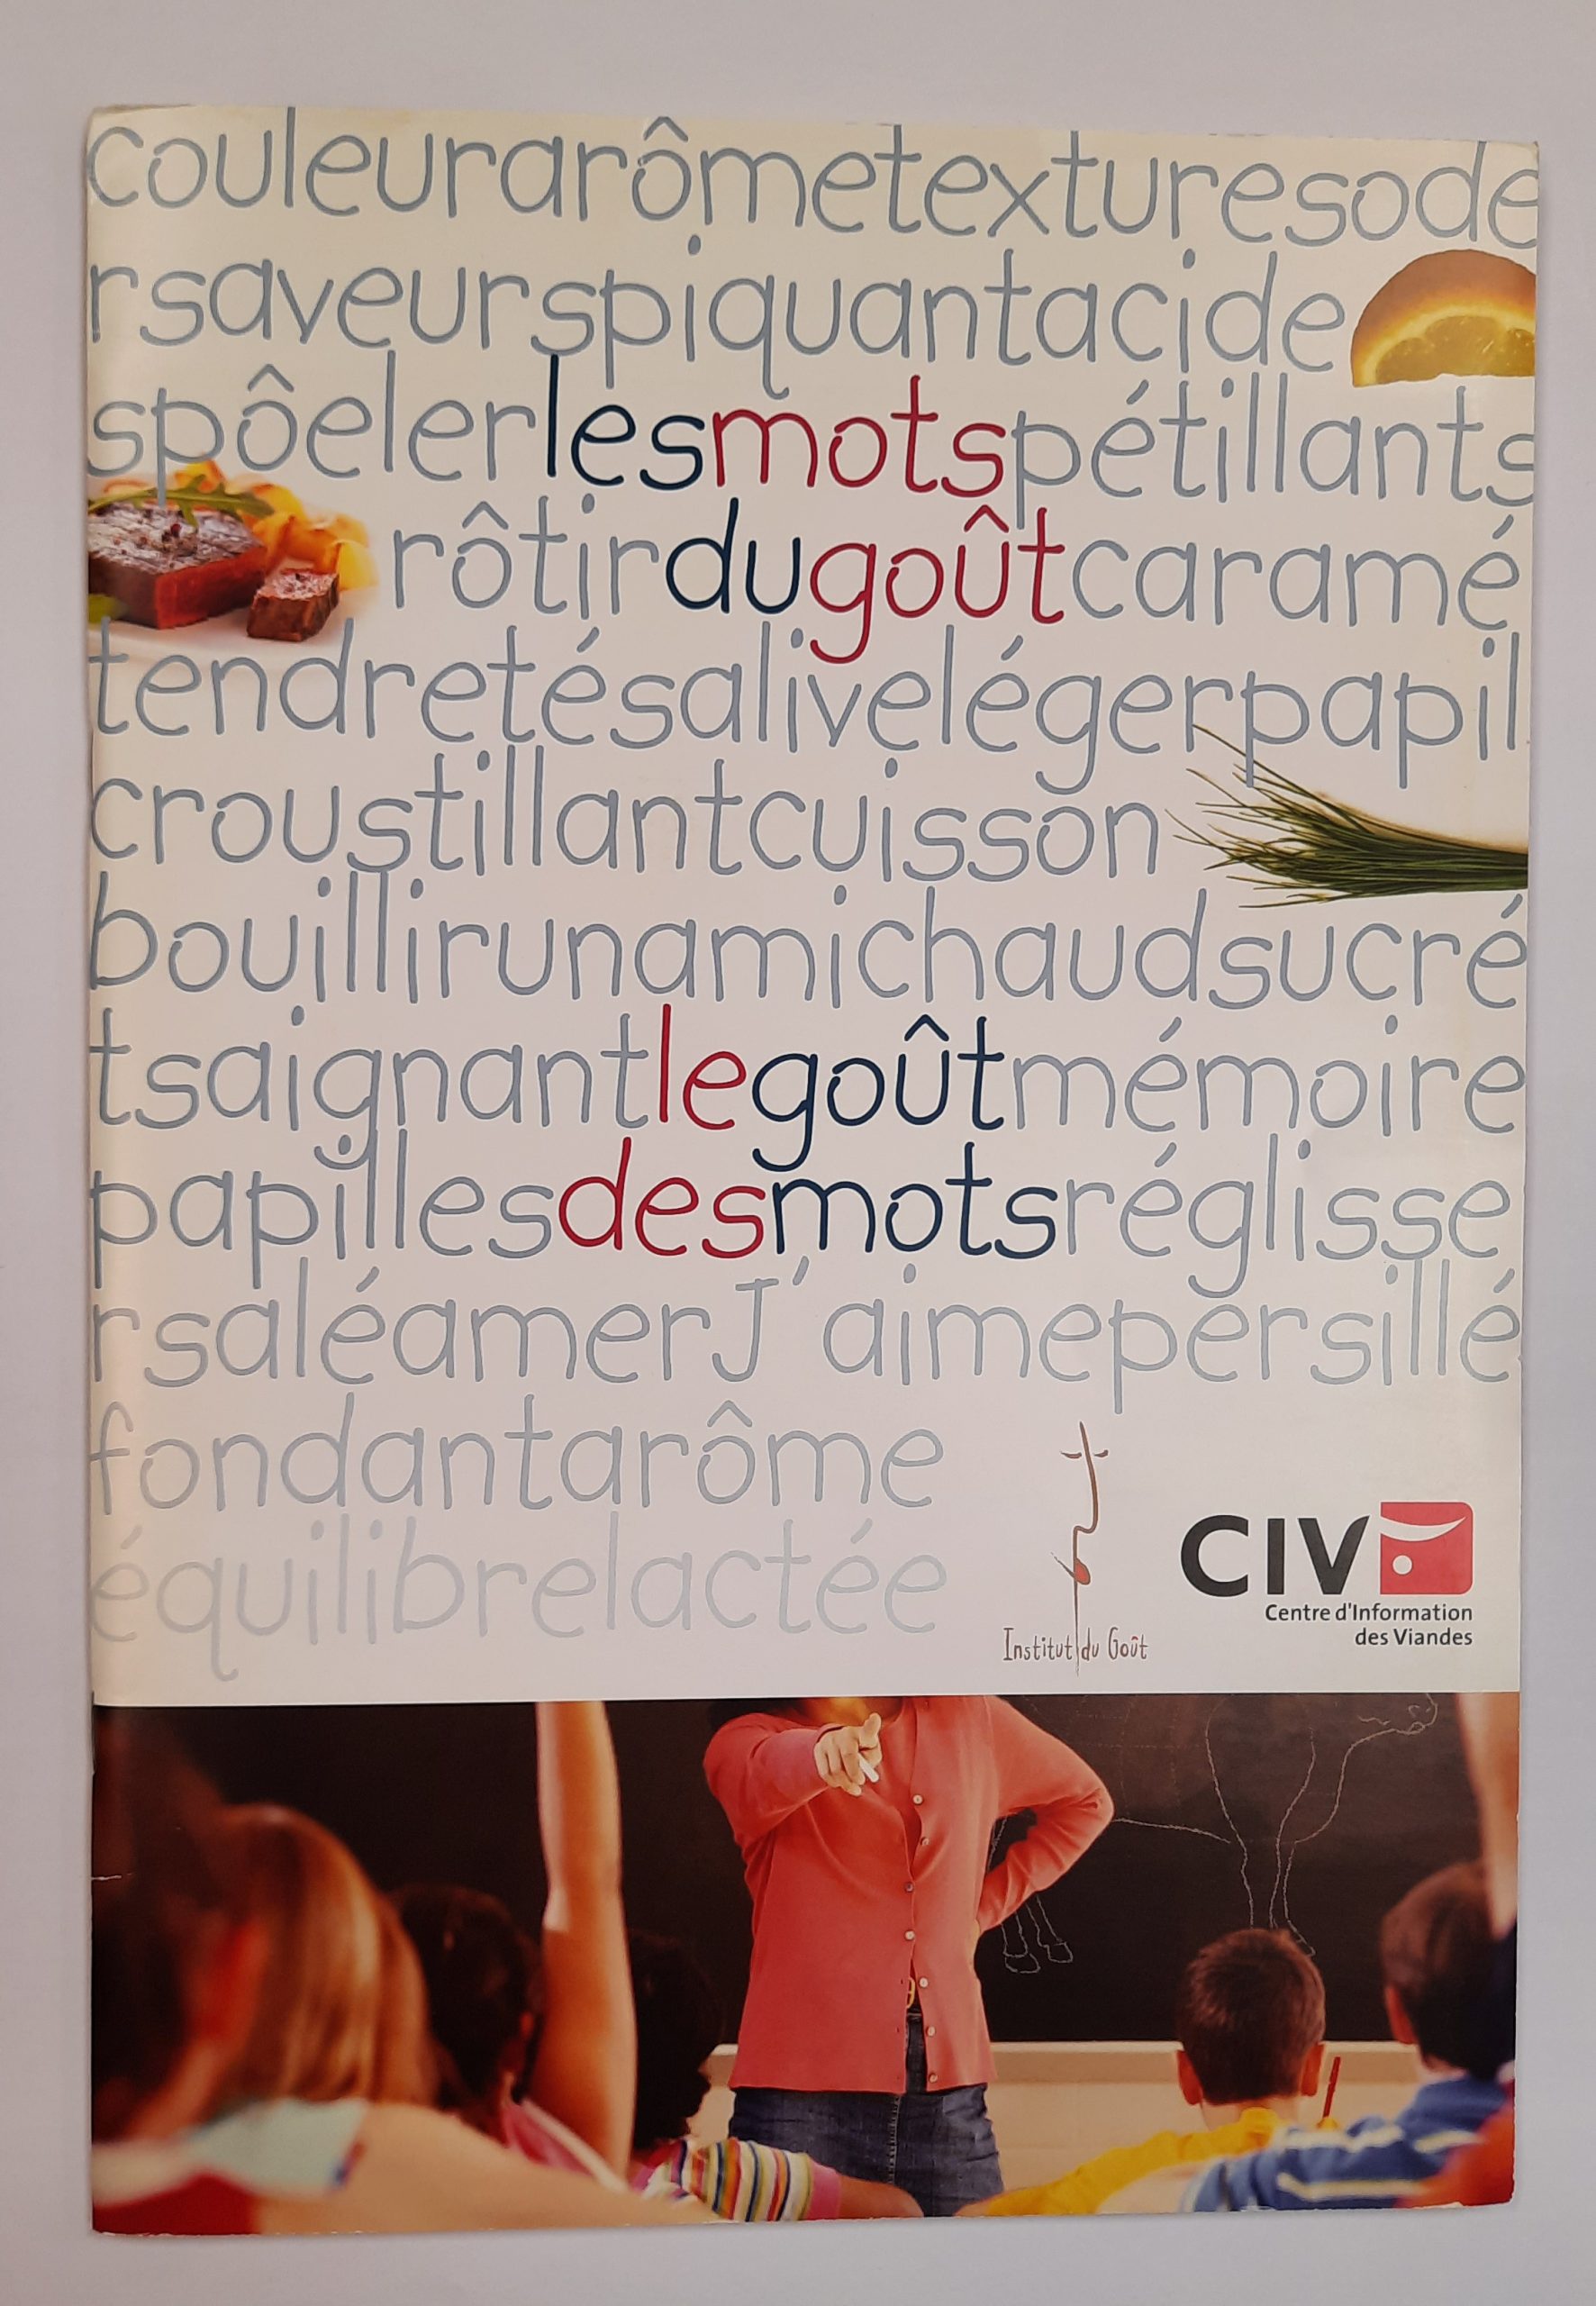 couleurarômetexturesode
rsaveurspiquantacide
spôelerlesmotspétillants
rôtirdugoûtcaramé
tendretésalivelégerpapil
croustillantcuisson
bouillirunamichaudsucré
tsaignantlegoûtmémoire
papillesdesmotsréglisse
rsaléamerJ'aimepersillé
fondantarôme
équilibrelactée
Institut du Goût
CIV
Centre d'Information
des Viandes